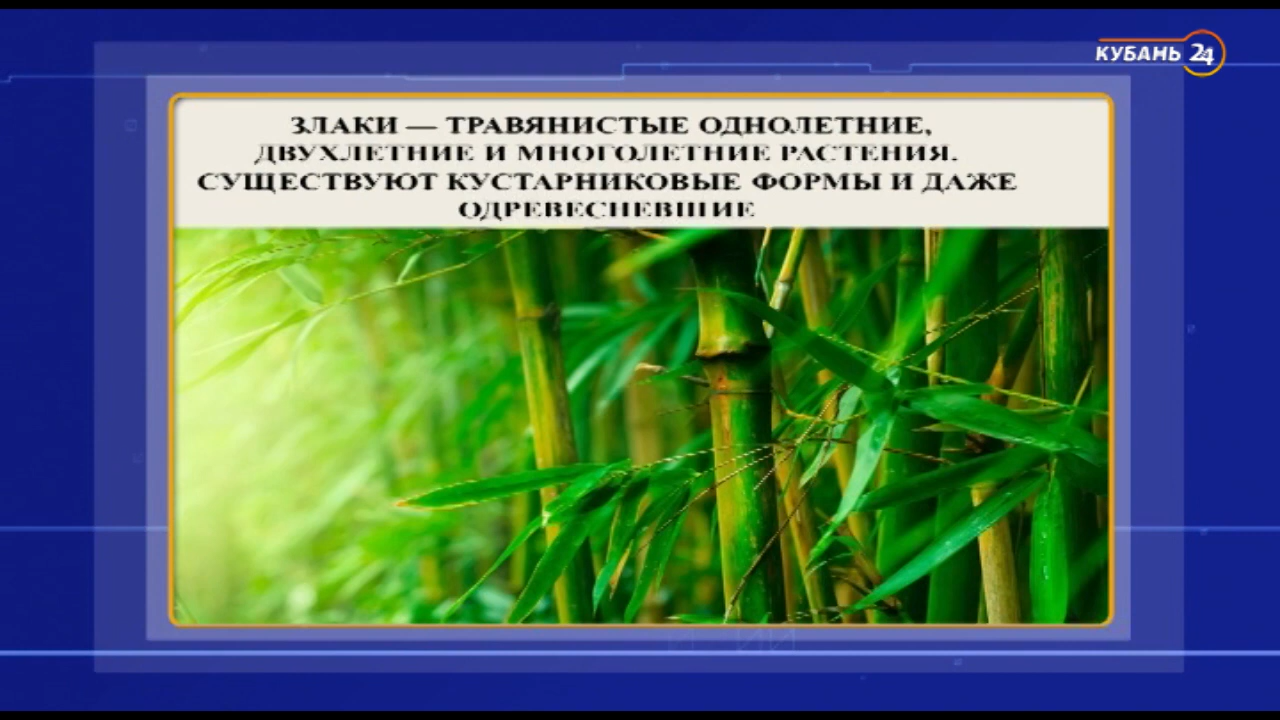 КУБАНЬ 24
ЗЛАКИ — ТРАВЯНИСТЫЕ ОДНОЛЕТНИЕ,
ДВУХЛЕТНИЕ И МНОГОЛЕТНИЕ РАСТЕНИЯ.
СУЩЕСТВУЮТ КУСТАРНИКОВЫЕ ФОРМЫ И ДАЖЕ
ОДРЕВЕСНЕВШИЕ